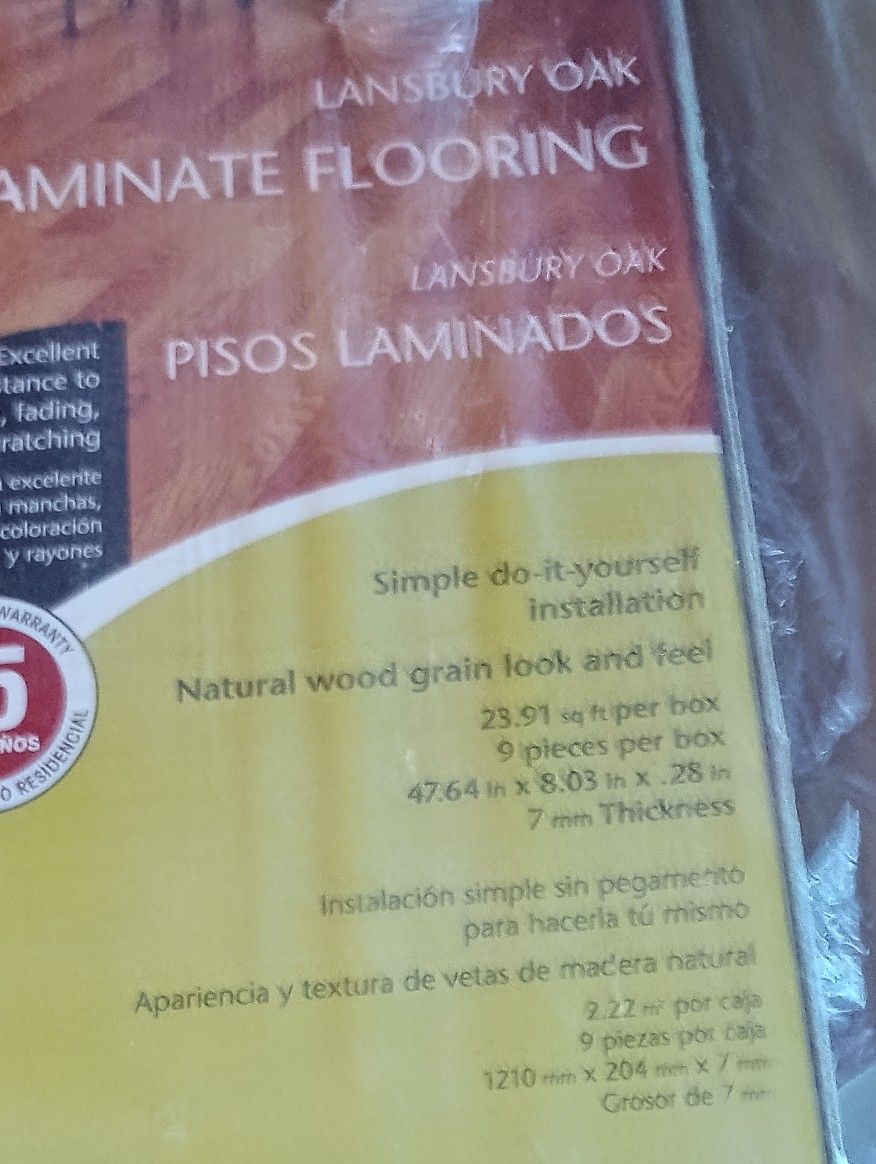 LANSBURY OAK
AMINATE FLOORING
LANSBURY OAK
PISOS LAMINADOS
Excellent
tance to
, fading,
ratching
excelente
manchas,
coloración
y rayones
WARRANTY
5
ÑOS
O RESIDENCIAL
Simple do-it-yourself
installation
Natural wood grain look and feel
23.91 sq ft per box
9 pieces per box
47.64 in x 8.03 in x .28 in
7 mm Thickness
Instalación simple sin pegamento
para hacerla tú mismo
Apariencia y textura de vetas de madera natural
2.22 m² por caja
9 piezas por caja
1210 mm x 204 mm x 7 mm
Grosor de 7 mm